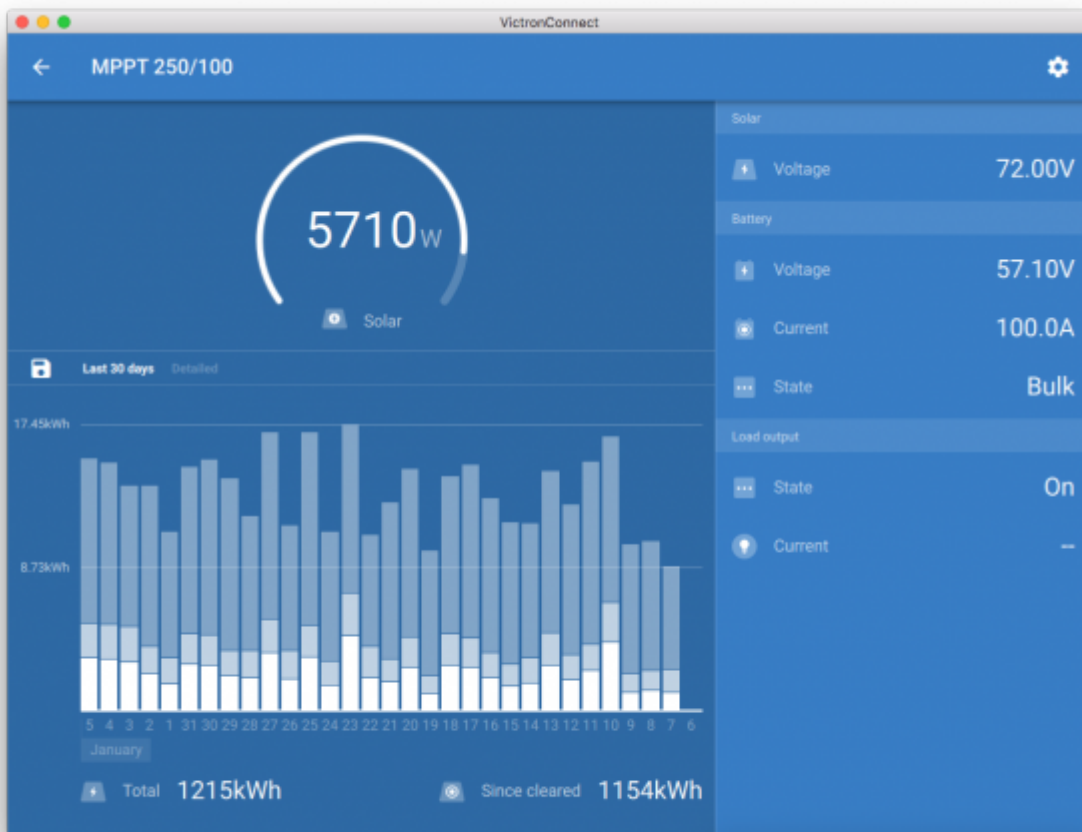 VictronConnect
MPPT 250/100
5710W
Solar
Last 30 days Detailed
17.45kWh
8.73kWh
5 4 3 2 1 31 30 29 28 27 26 25 24 23 22 21 20 19 18 17 16 15 14 13 12 11 10 9 8 7 6
January
Total 1215kWh Since cleared 1154kWh
Solar
Voltage 72.00V
Battery
Voltage 57.10V
Current 100.0A
State Bulk
Load output
State On
Current --